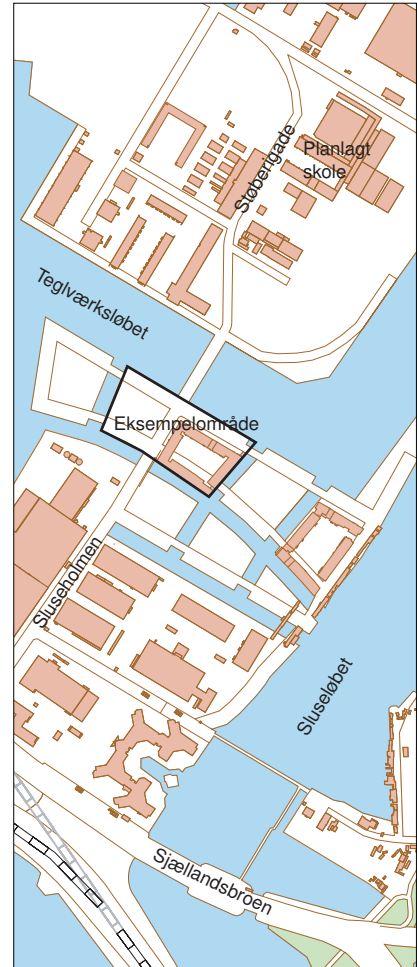 Støberigade
Planlagt
skole
Teglværksløbet
Eksempelområde
Sluseholmen
Sluseløbet
Sjællandsbroen